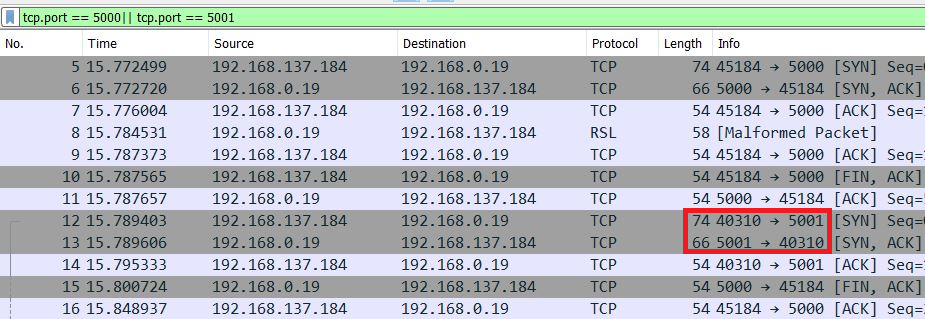 tcp.port == 5000|| tcp.port == 5001
No. Time Source Destination Protocol Length Info
5 15.772499 192.168.137.184 192.168.0.19 TCP 74 45184 → 5000 [SYN] Seq=
6 15.772720 192.168.0.19 192.168.137.184 TCP 66 5000 → 45184 [SYN, ACK]
7 15.776004 192.168.137.184 192.168.0.19 TCP 54 45184 → 5000 [ACK] Seq=
8 15.784531 192.168.0.19 192.168.137.184 RSL 58 [Malformed Packet]
9 15.787373 192.168.137.184 192.168.0.19 TCP 54 45184 → 5000 [ACK] Seq=
10 15.787565 192.168.137.184 192.168.0.19 TCP 54 45184 → 5000 [FIN, ACK]
11 15.787657 192.168.0.19 192.168.137.184 TCP 54 5000 → 45184 [ACK] Seq=
12 15.789403 192.168.137.184 192.168.0.19 TCP 74 40310 → 5001 [SYN] Seq=
13 15.789606 192.168.0.19 192.168.137.184 TCP 66 5001 → 40310 [SYN, ACK]
14 15.795333 192.168.137.184 192.168.0.19 TCP 54 40310 → 5001 [ACK] Seq=
15 15.800724 192.168.0.19 192.168.137.184 TCP 54 5000 → 45184 [FIN, ACK]
16 15.848937 192.168.0.19 192.168.137.184 TCP 54 5001 → 40310 [ACK] Seq=